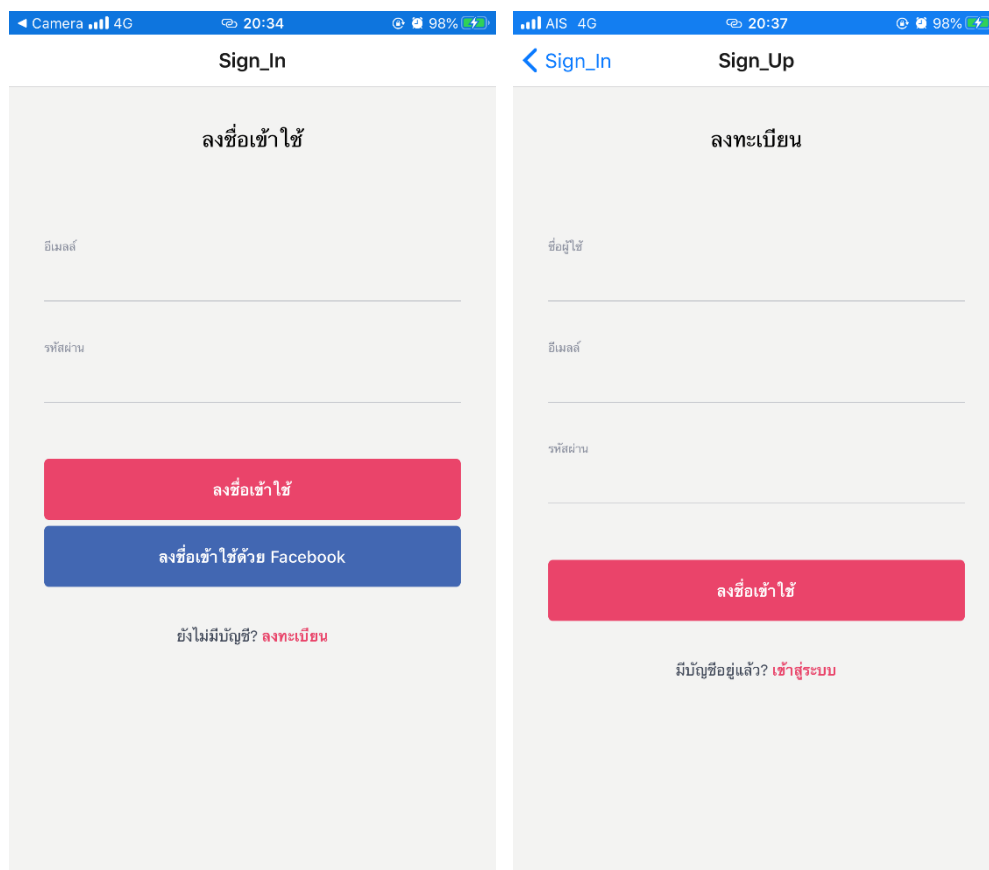 Camera 4G 20:34 98%
Sign_In
ลงชื่อเข้าใช้
อีเมลล์
รหัสผ่าน
ลงชื่อเข้าใช้
ลงชื่อเข้าใช้ด้วย Facebook
ยังไม่มีบัญชี? ลงทะเบียน
AIS 4G 20:37 98%
Sign_In Sign_Up
ลงทะเบียน
ชื่อผู้ใช้
อีเมลล์
รหัสผ่าน
ลงชื่อเข้าใช้
มีบัญชีอยู่แล้ว? เข้าสู่ระบบ